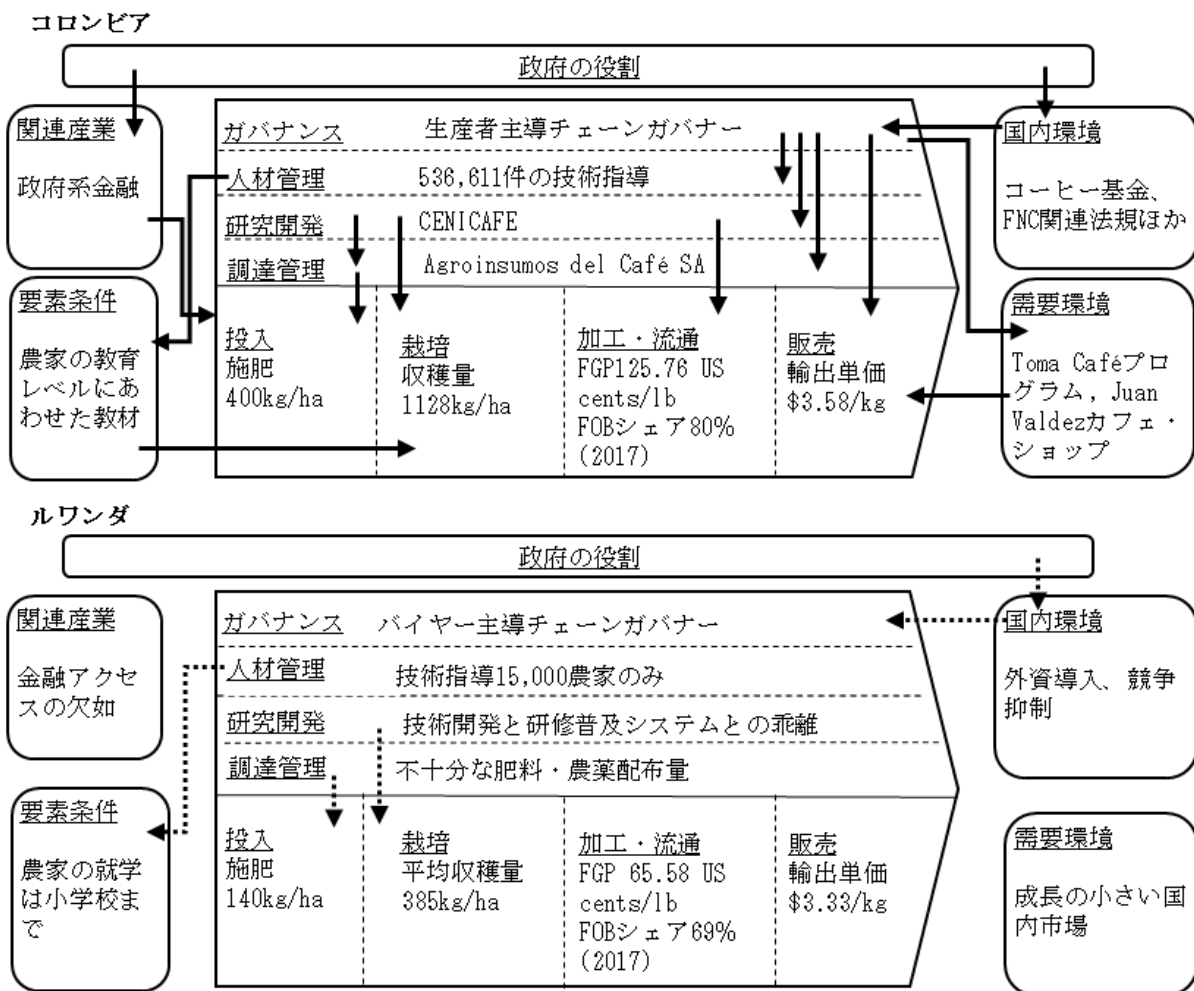 コロンビア
政府の役割
関連産業
政府系金融
要素条件
農家の教育
レベルにあ
わせた教材
ガバナンス 生産者主導チェーンガバナー
人材管理 536,611件の技術指導
研究開発 CENICAFE
調達管理 Agroinsumos del Café SA
投入
施肥
400kg/ha
栽培
収穫量
1128kg/ha
加工・流通
FGP125.76 US
cents/lb
FOBシェア80%
(2017)
販売
輸出単価
$3.58/kg
国内環境
コーヒー基金、
FNC関連法規ほか
需要環境
Toma Caféプロ
グラム, Juan
Valdezカフェ・
ショップ
ルワンダ
政府の役割
関連産業
金融アクセ
スの欠如
要素条件
農家の就学
は小学校ま
で
ガバナンス バイヤー主導チェーンガバナー
人材管理 技術指導15,000農家のみ
研究開発 技術開発と研修普及システムとの乖離
調達管理 不十分な肥料・農薬配布量
投入
施肥
140kg/ha
栽培
平均収穫量
385kg/ha
加工・流通
FGP 65.58 US
cents/lb
FOBシェア69%
(2017)
販売
輸出単価
$3.33/kg
国内環境
外資導入、競争
抑制
需要環境
成長の小さい国
内市場